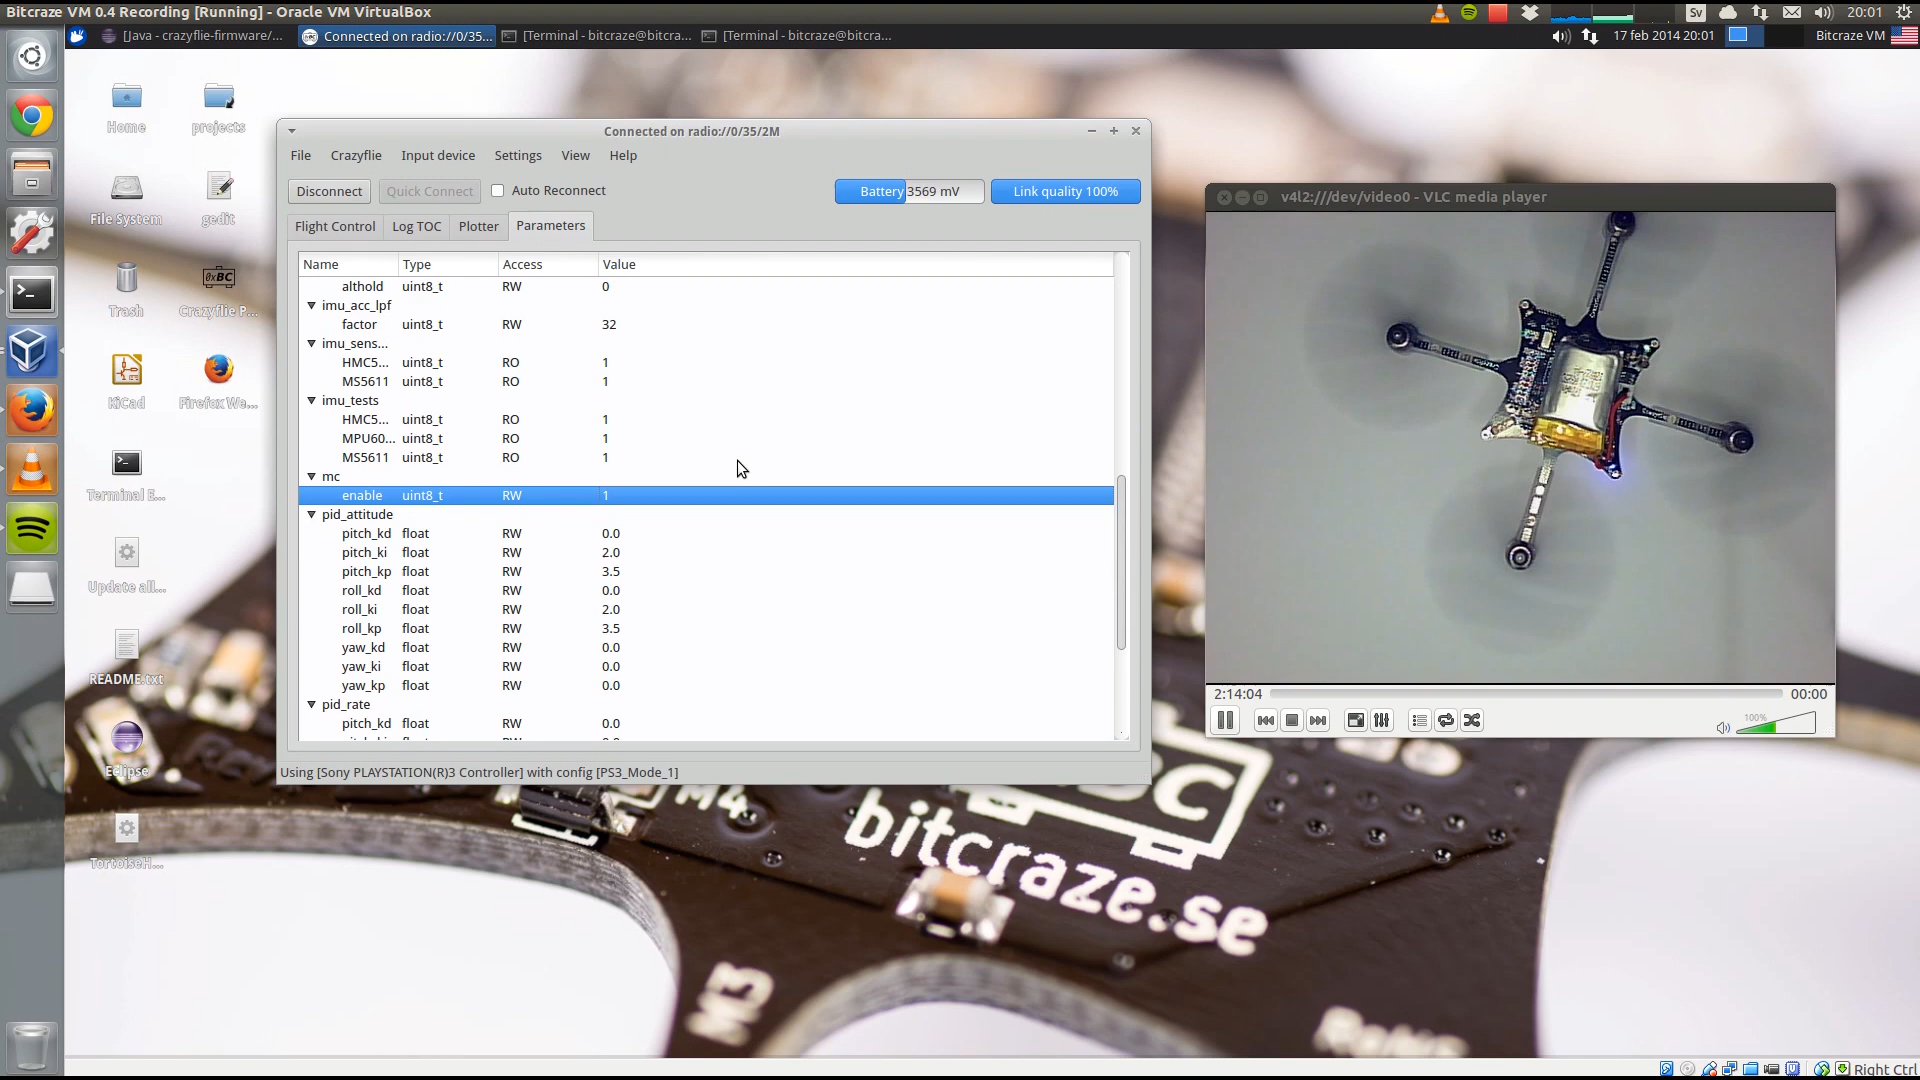 Bitcraze VM 0.4 Recording [Running] - Oracle VM VirtualBox
Sv
20:01
[Java - crazyflie-firmware/...
Connected on radio://0/35...
[Terminal - bitcraze@bitcra...
[Terminal - bitcraze@bitcra...
17 feb 2014 20:01
Bitcraze VM
Home
projects
File System
gedit
Trash
Crazyflie P...
KiCad
Firefox We...
Terminal E...
Update all...
README.txt
Eclipse
TortoiseH...
Connected on radio://0/35/2M
File
Crazyflie
Input device
Settings
View
Help
Disconnect
Quick Connect
Auto Reconnect
Battery 3569 mV
Link quality 100%
Flight Control
Log TOC
Plotter
Parameters
Name Type Access Value
althold uint8_t RW 0
imu_acc_lpf
factor uint8_t RW 32
imu_sens...
HMC5... uint8_t RO 1
MS5611 uint8_t RO 1
imu_tests
HMC5... uint8_t RO 1
MPU60... uint8_t RO 1
MS5611 uint8_t RO 1
mc
enable uint8_t RW 1
pid_attitude
pitch_kd float RW 0.0
pitch_ki float RW 2.0
pitch_kp float RW 3.5
roll_kd float RW 0.0
roll_ki float RW 2.0
roll_kp float RW 3.5
yaw_kd float RW 0.0
yaw_ki float RW 0.0
yaw_kp float RW 0.0
pid_rate
pitch_kd float RW 0.0
Using [Sony PLAYSTATION(R)3 Controller] with config [PS3_Mode_1]
v4l2:///dev/video0 - VLC media player
2:14:04
00:00
100%
M4
bitcraze.se
M3
RoHS
Right Ctrl